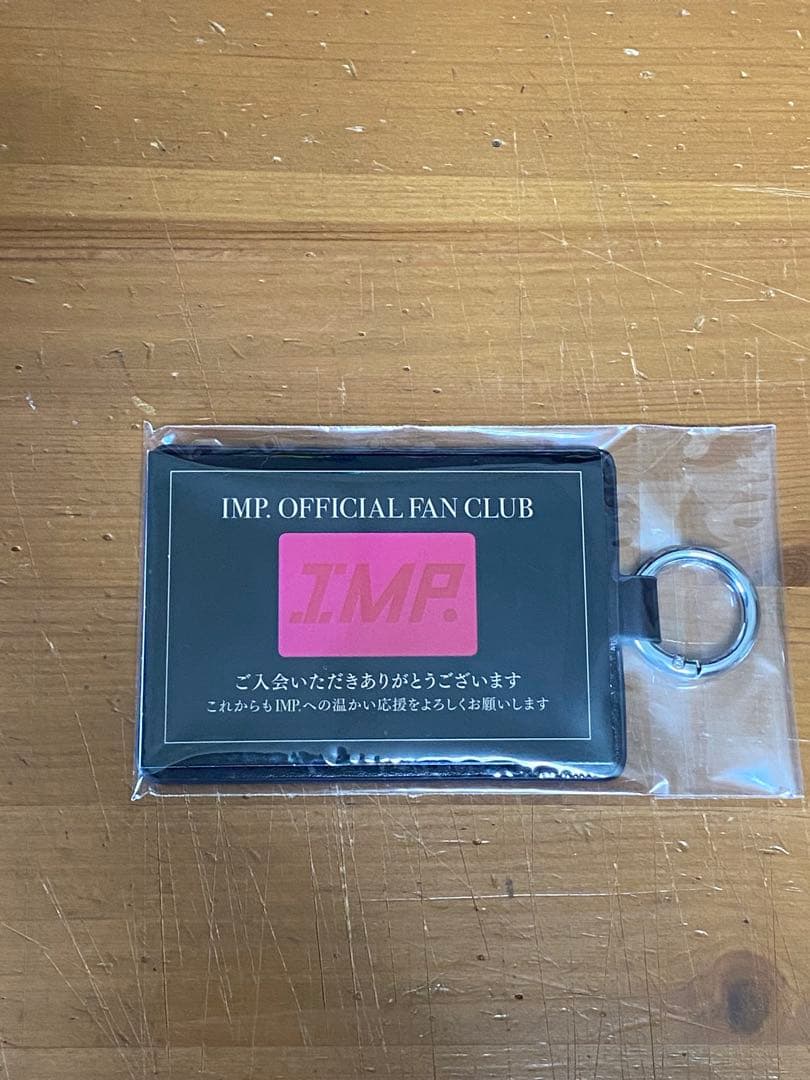 IMP. OFFICIAL FAN CLUB
IMP.
ご入会いただきありがとうございます
これからもIMP.への温かい応援をよろしくお願いします